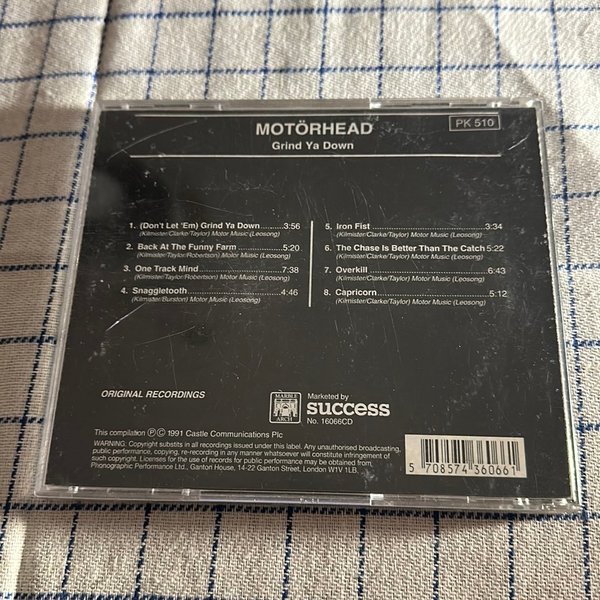 MOTÖRHEAD
PK 510
Grind Ya Down
1. (Don't Let 'Em) Grind Ya Down.......3:56
(Kilmister/Clarke/Taylor) Motor Music (Leosong)
2. Back At The Funny Farm.......5:20
(Kilmister/Taylor/Robertson) Motor Music (Leosong)
3. One Track Mind.......7:38
(Kilmister/Taylor/Robertson) Motor Music (Leosong)
4. Snaggletooth.......4:46
(Kilmister/Burston) Motor Music (Leosong)
5. Iron Fist.......3:34
(Kilmister/Clarke/Taylor) Motor Music (Leosong)
6. The Chase Is Better Than The Catch 5:22
(Kilmister/Clarke/Taylor) Motor Music (Leosong)
7. Overkill.......6:43
(Kilmister/Clarke/Taylor) Motor Music (Leosong)
8. Capricorn.......5:12
(Kilmister/Clarke/Taylor) Motor Music (Leosong)
ORIGINAL RECORDINGS
MARBLE
ARCH
Marketed by
success
No. 16066CD
This compilation ℗© 1991 Castle Communications Plc
WARNING: Copyright substits in all recordings issued under this label. Any unauthorised broadcasting,
public performance, copying, re-recording in any manner whatsoever will constitute infringement of
such copyright. Licenses for the use of records for public performance may be obtained from,
Phonographic Performance Ltd., Ganton House, 14-22 Ganton Street, London W1V 1LB.
5 708574 360661